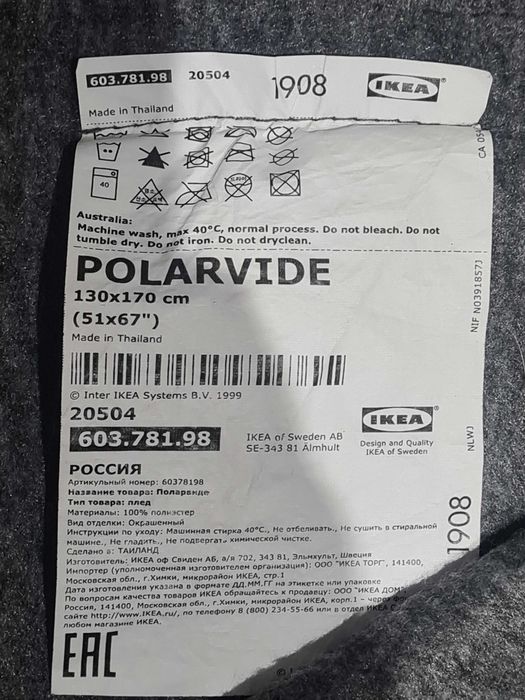 603.781.98 20504 1908 IKEA
Made in Thailand
CA 05
40
Australia:
Machine wash, max 40°C, normal process. Do not bleach. Do not
tumble dry. Do not iron. Do not dryclean.
POLARVIDE
130x170 cm
(51x67")
Made in Thailand
NIF N0391857J
© Inter IKEA Systems B.V. 1999
20504
603.781.98
IKEA of Sweden AB
SE-343 81 Älmhult
IKEA
Design and Quality
IKEA of Sweden
NLWJ
1908
РОССИЯ
Артикульный номер: 60378198
Название товара: Поларвиде
Тип товара: плед
Материалы: 100% полиэстер
Вид отделки: Окрашенный
Инструкции по уходу: Машинная стирка 40°C., Не отбеливать., Не сушить в стиральной
машине., Не гладить., Не подвергать химической чистке.
Сделано в: ТАИЛАНД
Изготовитель: ИКЕА оф Свиден АБ, а/я 702, 343 81, Эльмхульт, Швеция
Импортер (уполномоченная изготовителем организация): ООО "ИКЕА ТОРГ", 141400,
Московская обл., г.Химки, микрорайон ИКЕА, стр.1
Дата изготовления указана в формате ДД.ММ.ГГ на этикетке или упаковке
По вопросам качества товаров ИКЕА обращайтесь к продавцу: ООО "ИКЕА ДОМ
Россия, 141400, Московская обл., г.Химки, микрорайон ИКЕА, корп.1 – через
сайте http://www.IKEA.ru/, по телефону 8 (800) 234-55-66 или в отдел ИКЕА
любом магазине ИКЕА.
EAC
©